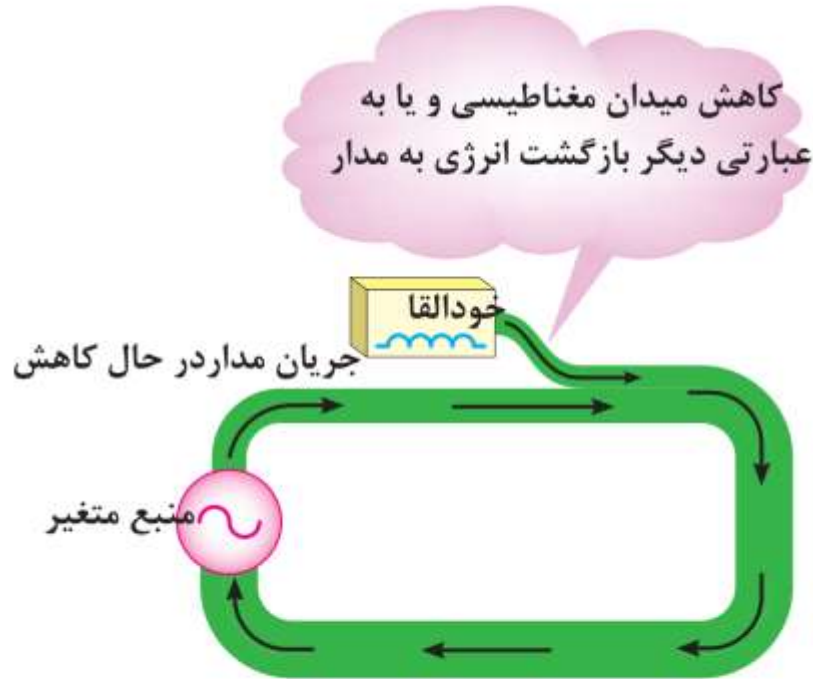 کاهش میدان مغناطیسی و یا به
عبارتی دیگر بازگشت انرژی به مدار
خودالقا
جریان مداردر حال کاهش
منبع متغیر